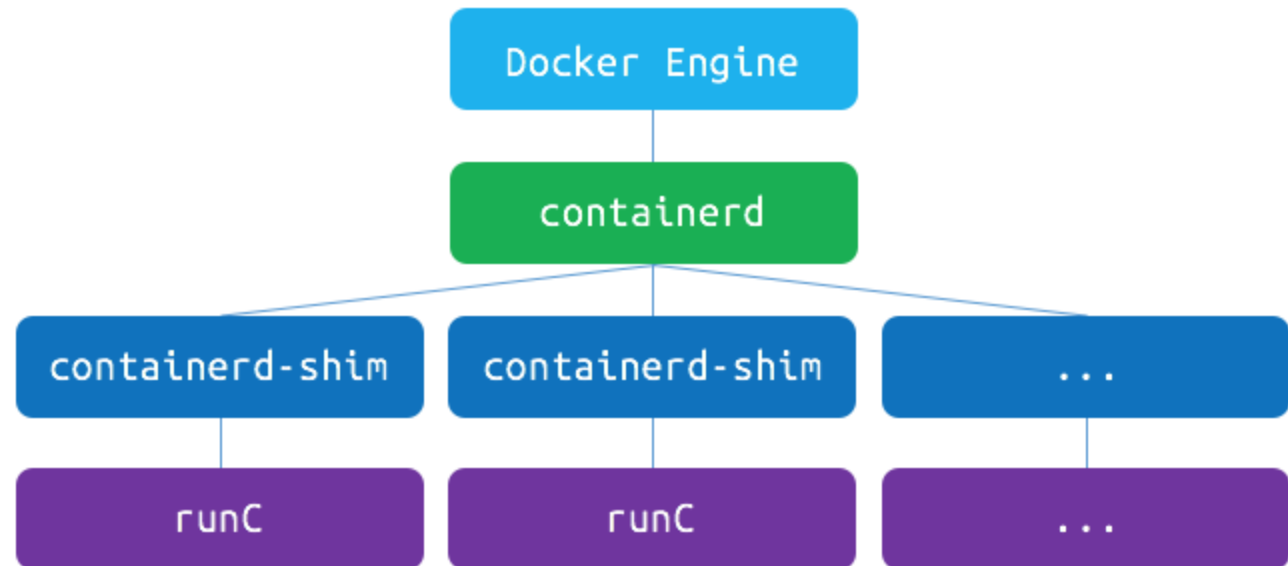 Docker Engine
containerd
containerd-shim
containerd-shim
...
runC
runC
...